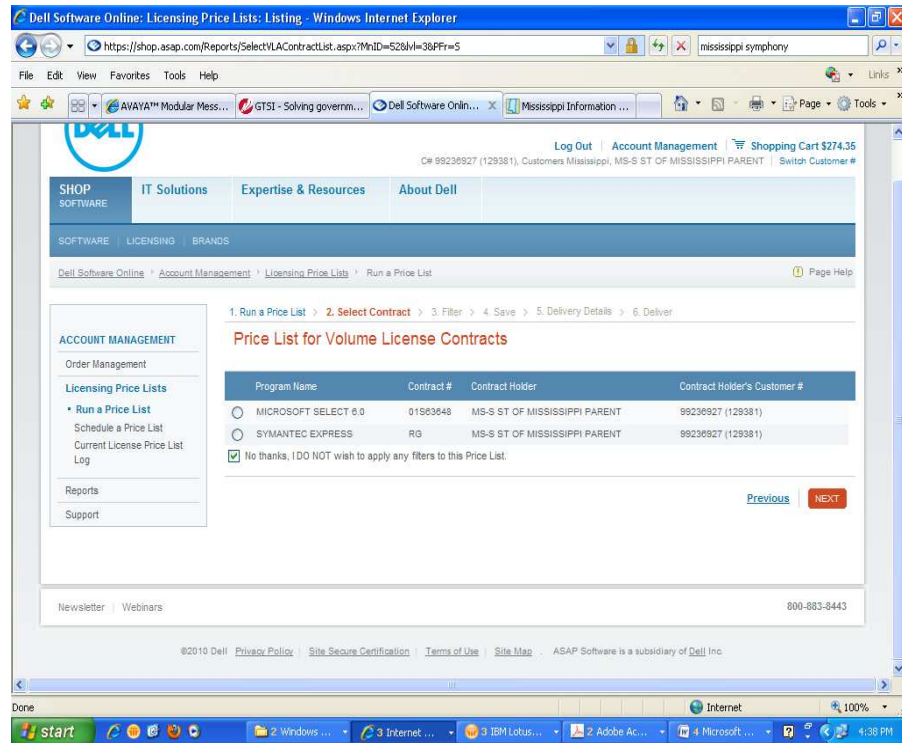 Dell Software Online: Licensing Price Lists: Listing - Windows Internet Explorer
https://shop.asap.com/Reports/SelectVLAContractList.aspx?MnID=52&lvl=3&PFr=S
mississippi symphony
File Edit View Favorites Tools Help
Links
AVAYA™ Modular Mess...
GTSI - Solving governm...
Dell Software Onlin...
Mississippi Information ...
Page
Tools
DELL
Log Out | Account Management | Shopping Cart $274.35
C# 99236927 (129381), Customers Mississippi, MS-S ST OF MISSISSIPPI PARENT | Switch Customer #
SHOP SOFTWARE
IT Solutions
Expertise & Resources
About Dell
SOFTWARE | LICENSING | BRANDS
Dell Software Online > Account Management > Licensing Price Lists > Run a Price List
Page Help
1. Run a Price List > 2. Select Contract > 3. Filter > 4. Save > 5. Delivery Details > 6. Deliver
ACCOUNT MANAGEMENT
Order Management
Licensing Price Lists
• Run a Price List
Schedule a Price List
Current License Price List
Log
Reports
Support
Price List for Volume License Contracts
Program Name Contract # Contract Holder Contract Holder's Customer #
MICROSOFT SELECT 6.0 01S63648 MS-S ST OF MISSISSIPPI PARENT 99236927 (129381)
SYMANTEC EXPRESS RG MS-S ST OF MISSISSIPPI PARENT 99236927 (129381)
No thanks, I DO NOT wish to apply any filters to this Price List.
Previous | NEXT
Newsletter | Webinars
800-883-8443
©2010 Dell Privacy Policy | Site Secure Certification | Terms of Use | Site Map . ASAP Software is a subsidiary of Dell Inc.
Done
Internet
100%
start
2 Windows ...
3 Internet ...
3 IBM Lotus...
2 Adobe Ac...
4 Microsoft ...
4:38 PM